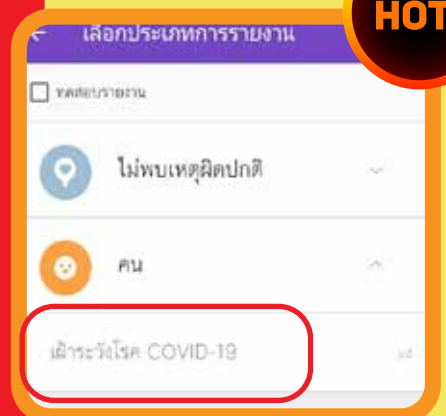 HOT
เลือกประเภทการรายงาน
ทดสอบรายงาน
ไม่พบเหตุผิดปกติ
คน
เฝ้าระวังโรค COVID-19